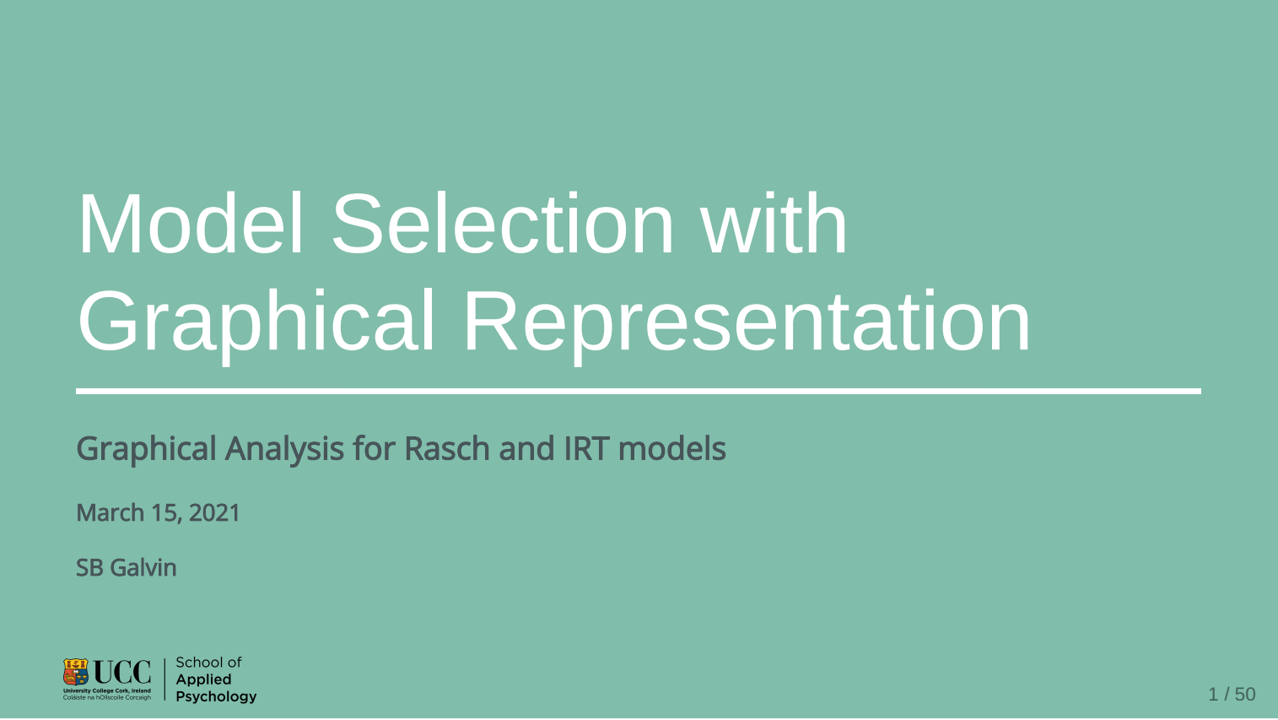 Model Selection with
Graphical Representation
Graphical Analysis for Rasch and IRT models
March 15, 2021
SB Galvin
UCC
University College Cork, Ireland
Coláiste na hOllscoile Corcaigh
School of
Applied
Psychology
1 / 50